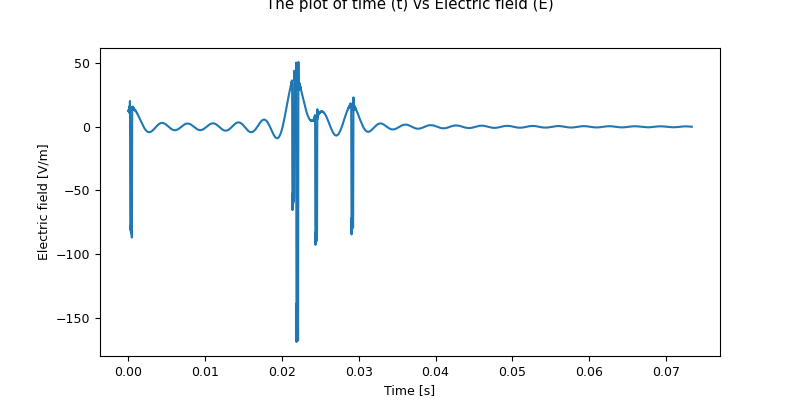 The plot of time (t) vs Electric field (E)
50
0
−50
−100
−150
Electric field [V/m]
0.00 0.01 0.02 0.03 0.04 0.05 0.06 0.07
Time [s]